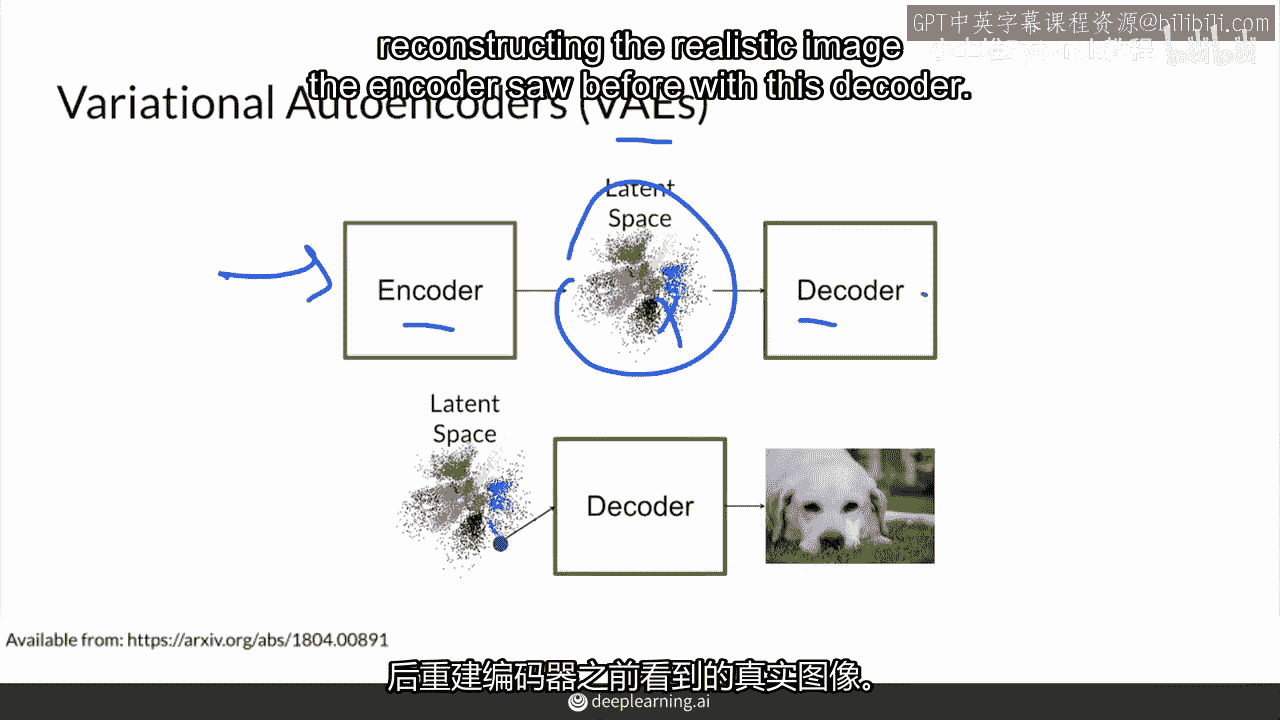 GPT中英字幕课程资源@bilibili.com
reconstructing the realistic image
the encoder saw before with this decoder.
Variational Autoencoders (VAEs)
Latent
Space
Encoder
Decoder
Latent
Space
Decoder
Available from: https://arxiv.org/abs/1804.00891
后重建编码器之前看到的真实图像。
deeplearning.ai